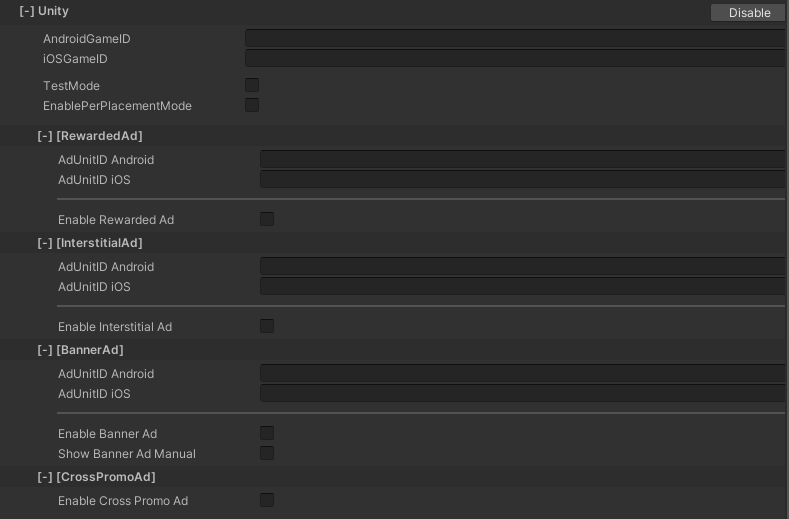 [-] Unity
Disable
AndroidGameID
iOSGameID
TestMode
EnablePerPlacementMode
[-] [RewardedAd]
AdUnitID Android
AdUnitID iOS
Enable Rewarded Ad
[-] [InterstitialAd]
AdUnitID Android
AdUnitID iOS
Enable Interstitial Ad
[-] [BannerAd]
AdUnitID Android
AdUnitID iOS
Enable Banner Ad
Show Banner Ad Manual
[-] [CrossPromoAd]
Enable Cross Promo Ad